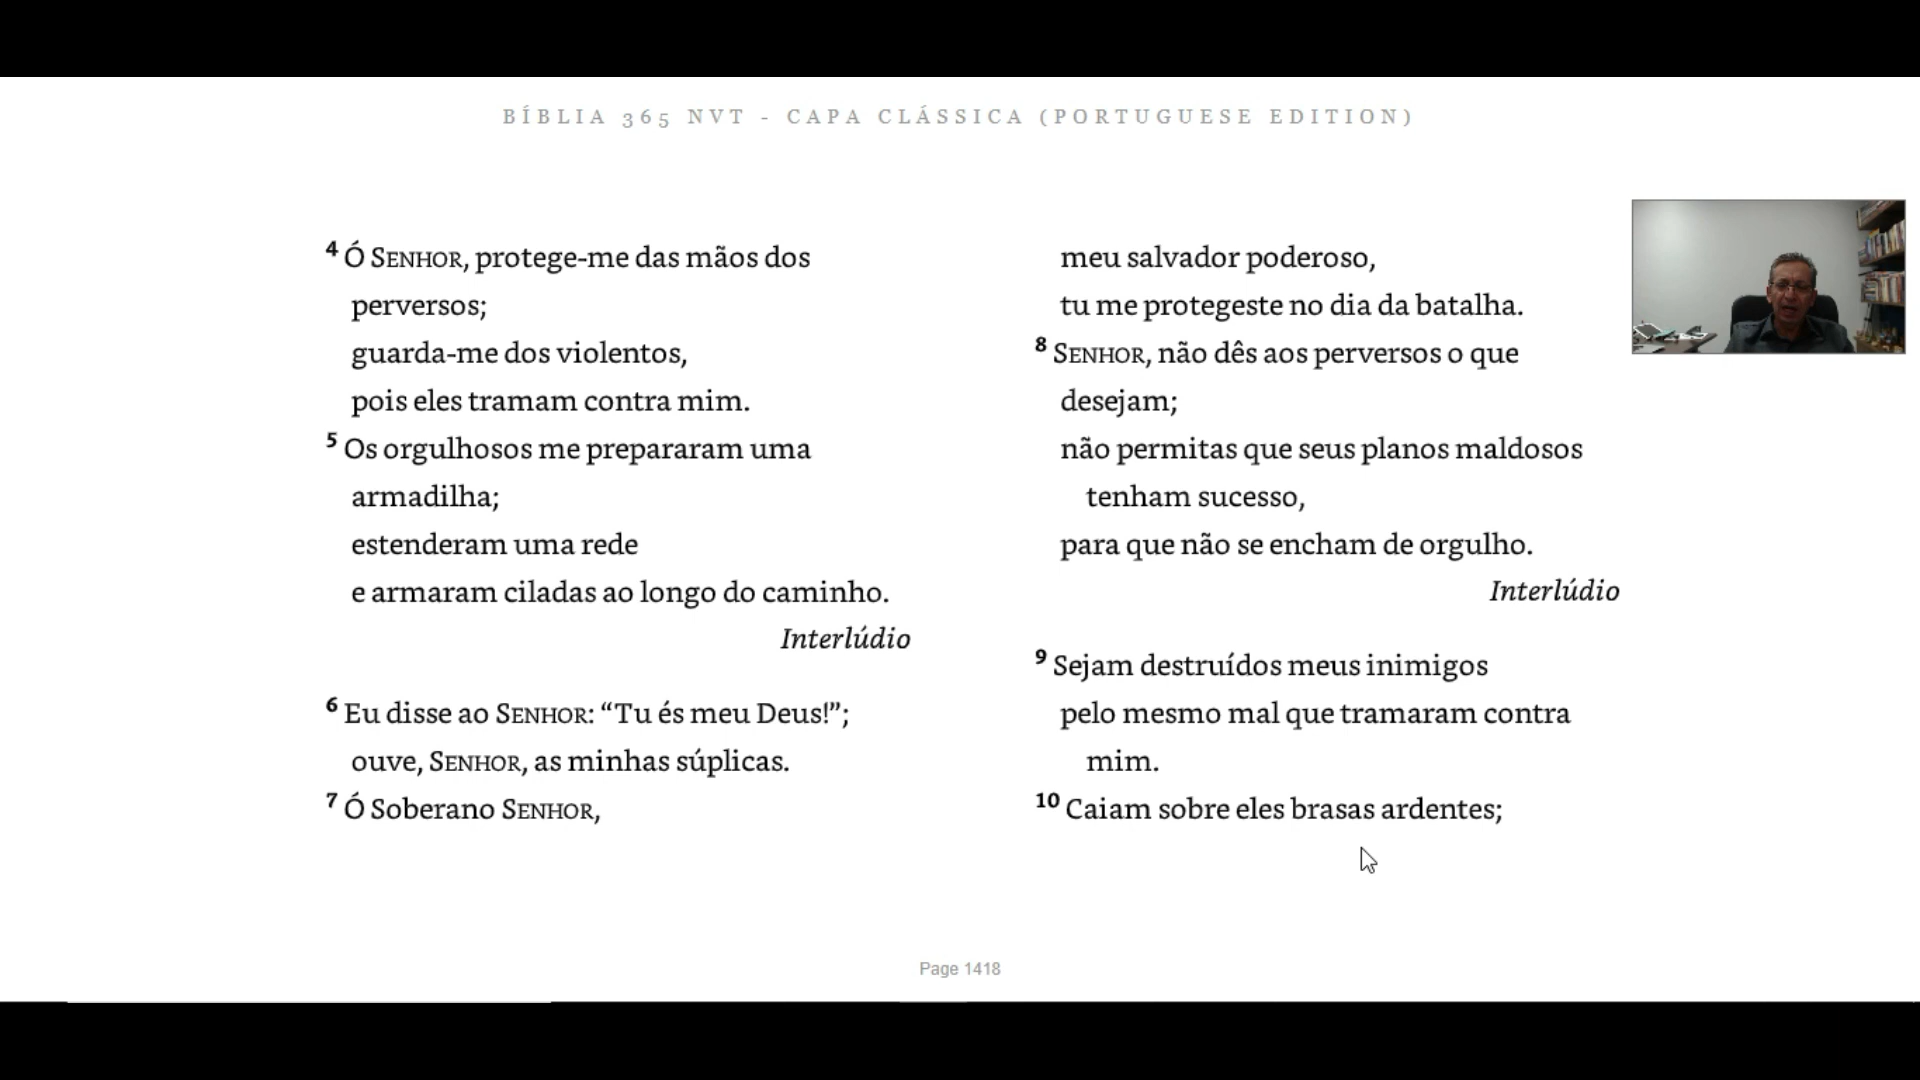 BÍBLIA 365 NVT - CAPA CLÁSSICA (PORTUGUESE EDITION)
4 Ó SENHOR, protege-me das mãos dos
perversos;
guarda-me dos violentos,
pois eles tramam contra mim.
5 Os orgulhosos me prepararam uma
armadilha;
estenderam uma rede
e armaram ciladas ao longo do caminho.
Interlúdio
6 Eu disse ao SENHOR: “Tu és meu Deus!”;
ouve, SENHOR, as minhas súplicas.
7 Ó Soberano SENHOR,
meu salvador poderoso,
tu me protegeste no dia da batalha.
8 SENHOR, não dês aos perversos o que
desejam;
não permitas que seus planos maldosos
tenham sucesso,
para que não se encham de orgulho.
Interlúdio
9 Sejam destruídos meus inimigos
pelo mesmo mal que tramaram contra
mim.
10 Caiam sobre eles brasas ardentes;
Page 1418